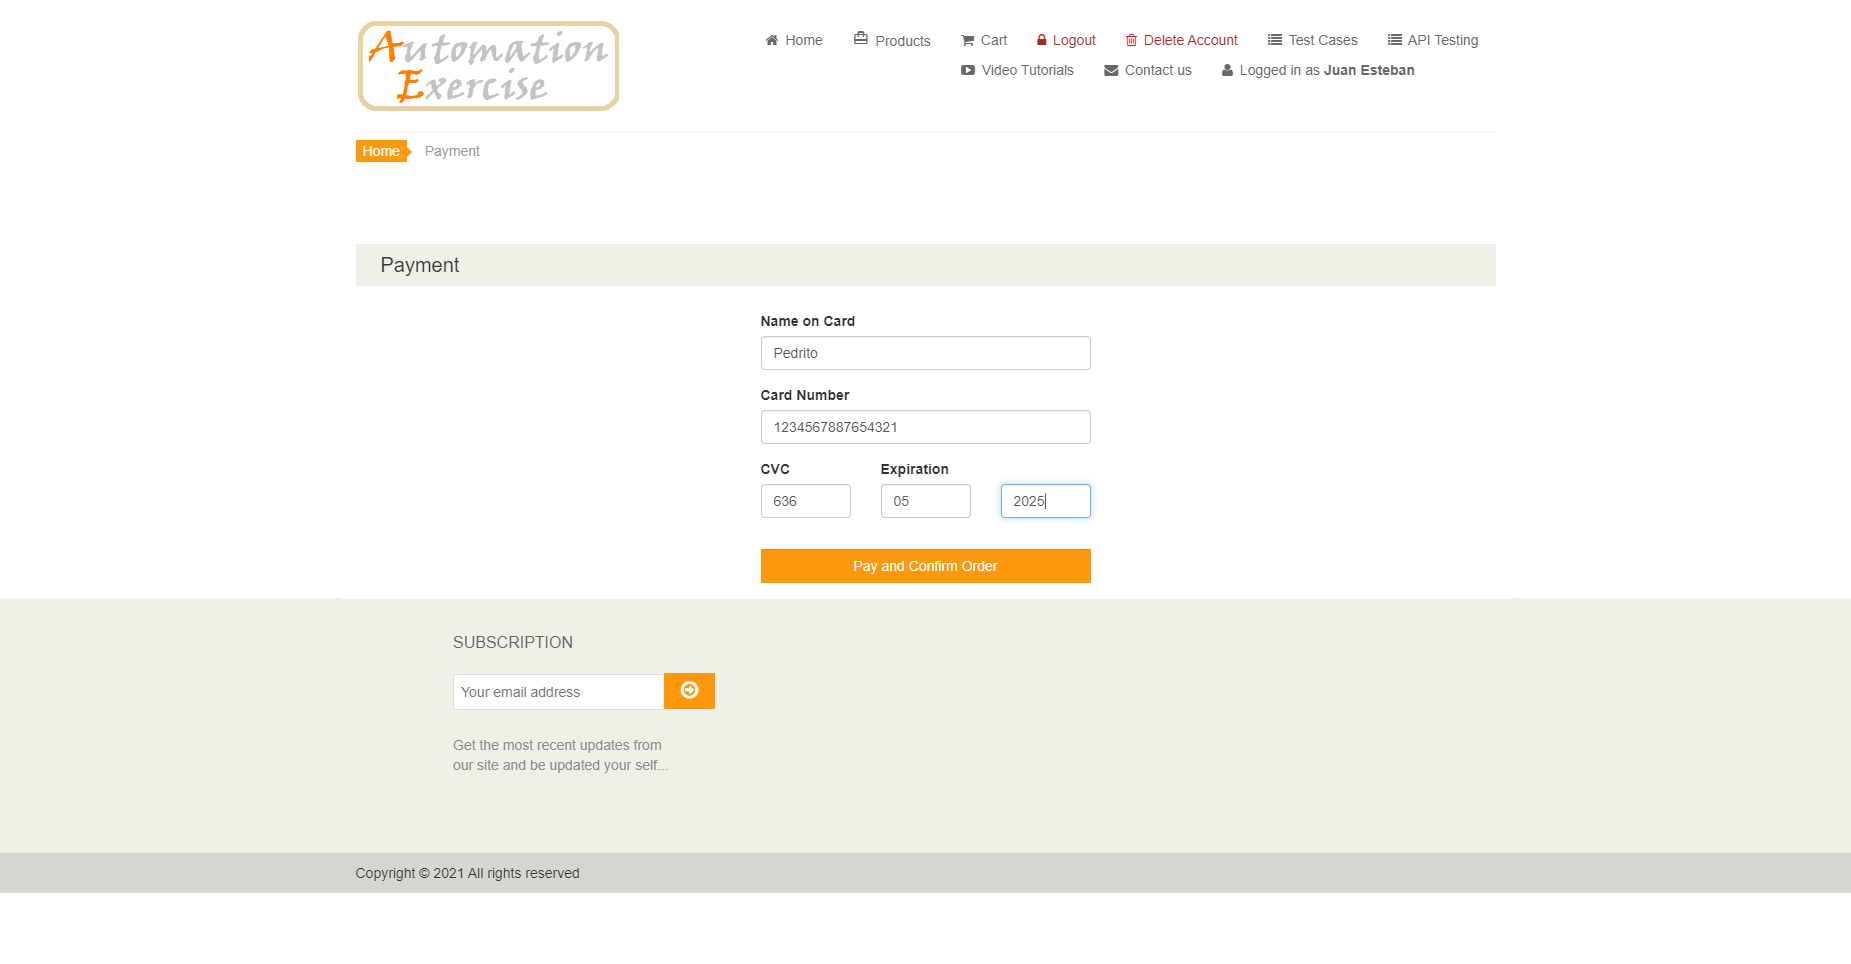 Automation
Exercise
Home Products Cart Logout Delete Account Test Cases API Testing
Video Tutorials Contact us Logged in as Juan Esteban
Home Payment
Payment
Name on Card
Pedrito
Card Number
1234567887654321
CVC Expiration
636 05 2025
Pay and Confirm Order
SUBSCRIPTION
Your email address
Get the most recent updates from
our site and be updated your self...
Copyright © 2021 All rights reserved